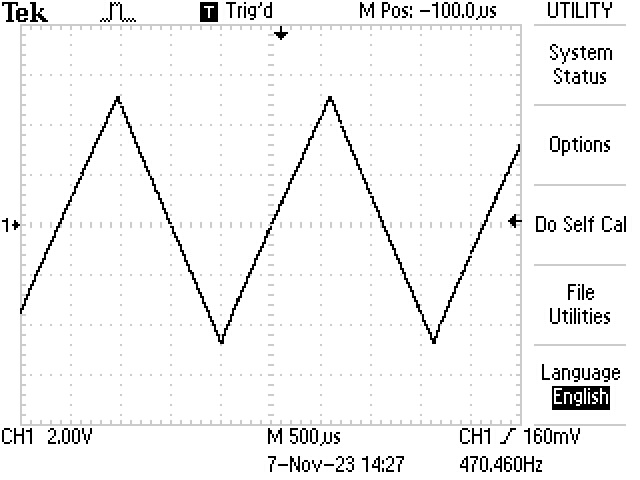 Tek T Trig'd M Pos: -100.0µs UTILITY
System
Status
Options
1
Do Self Cal
File
Utilities
Language
English
CH1 2.00V M 500µs CH1 160mV
7-Nov-23 14:27 470.460Hz